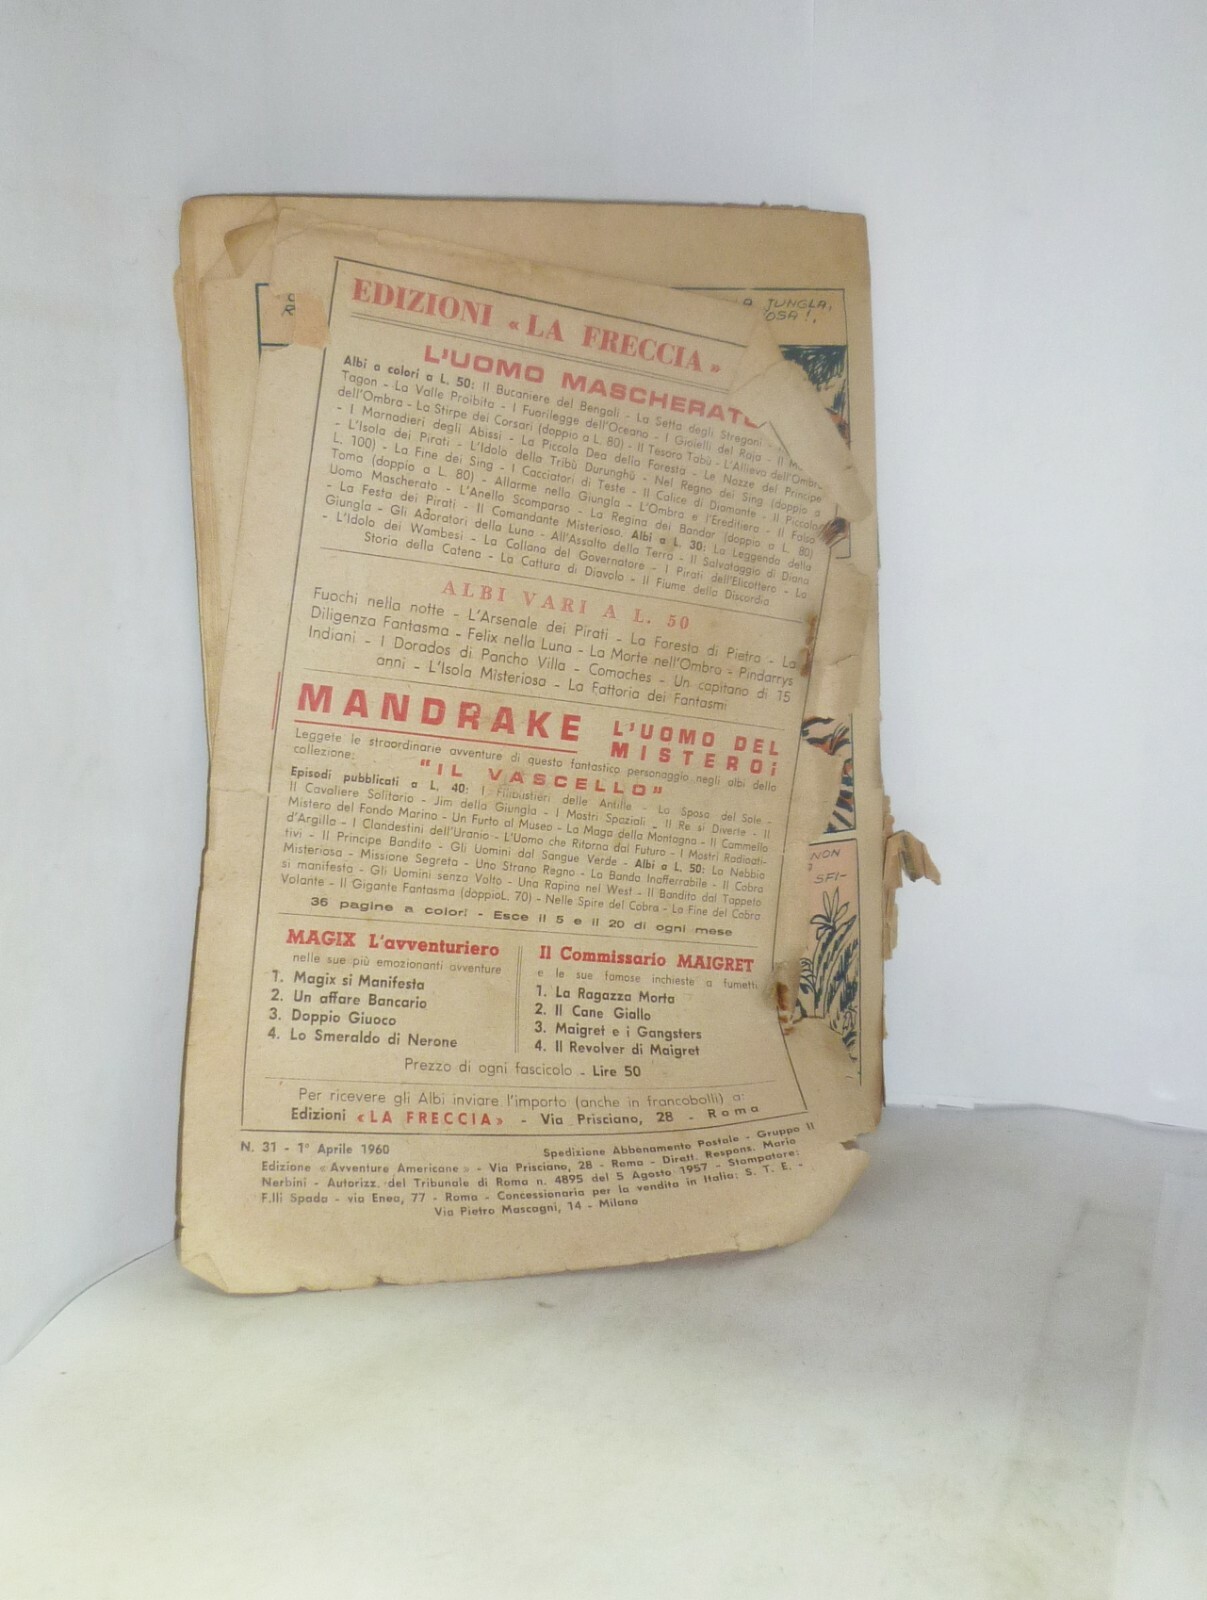 EDIZIONI « LA FRECCIA »
L'UOMO MASCHERATO
Albi a colori a L. 50: Il Bucaniere del Bengali - La Setta degli Stregoni -
Tagon - La Valle Proibita - I Fuorilegge dell'Oceano - I Gioielli del Raja - Il
dell'Ombra - La Stirpe dei Corsari (doppio a L. 80) - Il Tesoro Tabù - L'Allieva dell'Ombra
- I Marnadieri degli Abissi - La Piccola Dea della Foresta - Le Nozze del Principe
- L'Isola dei Pirati - L'Idolo della Tribù Durunghù - Nel Regno dei Sing (doppio a
L. 100) - La Fine dei Sing - I Cacciatori di Teste - Il Calice di Diamante - Il Piccolo
Toma (doppio a L. 80) - Allarme nella Giungla - L'Ombra e l'Ereditiera - Il Falso
Uomo Mascherato - L'Anello Scomparso - La Regina dei Bandar (doppio a L. 80)
- La Festa dei Pirati - Il Comandante Misterioso. Albi a L. 30: La Leggenda della
Giungla - Gli Adoratori della Luna - All'Assalto della Terra - Il Salvataggio di Diana
- L'Idolo dei Wambesi - La Collana del Governatore - I Pirati dell'Elicottero - La
Storia della Catena - La Cattura di Diavolo - Il Fiume della Discordia
ALBI VARI A L. 50
Fuochi nella notte - L'Arsenale dei Pirati - La Foresta di Pietra - La
Diligenza Fantasma - Felix nella Luna - La Morte nell'Ombra - Pindarrys
Indiani - I Dorados di Pancho Villa - Comaches - Un capitano di 15
anni - L'Isola Misteriosa - La Fattoria dei Fantasmi
MANDRAKE L'UOMO DEL
MISTERO¡
Leggete le straordinarie avventure di questo fantastico personaggio negli albi della
collezione: "IL VASCELLO"
Episodi pubblicati a L. 40: I Filibustieri delle Antille - La Sposa del Sole -
Il Cavaliere Solitario - Jim della Giungla - I Mostri Spaziali - Il Re si Diverte - Il
Mistero del Fondo Marino - Un Furto al Museo - La Maga della Montagna - Il Cammello
d'Argilla - I Clandestini dell'Uranio - L'Uomo che Ritorna dal Futuro - I Mostri Radioat-
tivi - Il Principe Bandito - Gli Uomini dal Sangue Verde - Albi a L. 50: La Nebbia
Misteriosa - Missione Segreta - Uno Strano Regno - La Banda Inafferrabile - Il Cobra
si manifesta - Gli Uomini senza Volto - Una Rapina nel West - Il Bandito dal Tappeto
Volante - Il Gigante Fantasma (doppioL. 70) - Nelle Spire del Cobra - La Fine del Cobra
36 pagine a colori - Esce il 5 e il 20 di ogni mese
MAGIX L'avventuriero
nelle sue più emozionanti avventure
1. Magix si Manifesta
2. Un affare Bancario
3. Doppio Giuoco
4. Lo Smeraldo di Nerone
Il Commissario MAIGRET
e le sue famose inchieste a fumetti
1. La Ragazza Morta
2. Il Cane Giallo
3. Maigret e i Gangsters
4. Il Revolver di Maigret
Prezzo di ogni fascicolo - Lire 50
Per ricevere gli Albi inviare l'importo (anche in francobolli) a:
Edizioni «LA FRECCIA» - Via Prisciano, 28 - Roma
N. 31 - 1° Aprile 1960 Spedizione Abbonamento Postale - Gruppo II
Edizione «Avventure Americane» - Via Prisciano, 28 - Roma - Dirett. Respons. Mario
Nerbini - Autorizz. del Tribunale di Roma n. 4895 del 5 Agosto 1957 - Stampatore:
F.lli Spada - via Enea, 77 - Roma - Concessionaria per la vendita in Italia: S. T. E. -
Via Pietro Mascagni, 14 - Milano
JUNGLA,
OSA!.
NON
SFI-